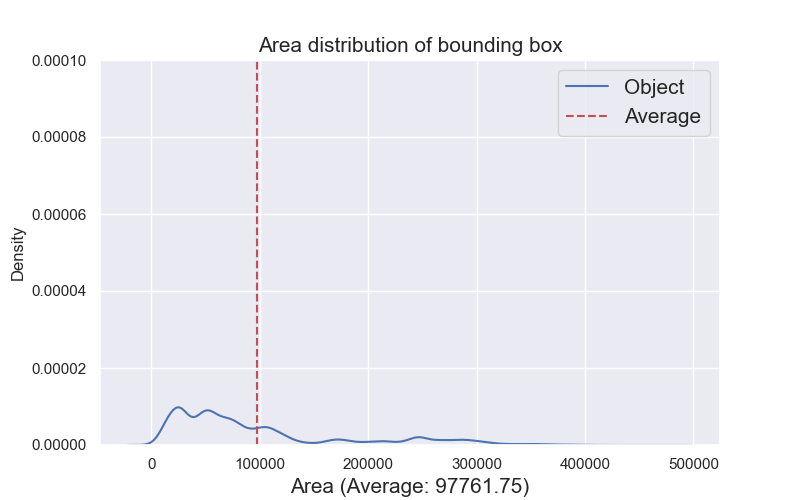 Area distribution of bounding box
0.00010
0.00008
0.00006
0.00004
0.00002
0.00000
Density
Object
Average
0
100000
200000
300000
400000
500000
Area (Average: 97761.75)